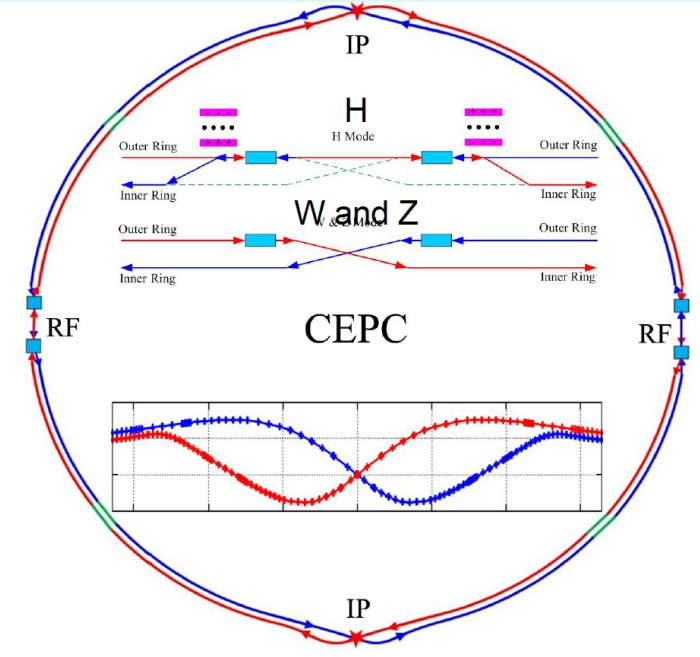 IP
H
H Mode
- - -
+ + +
+ + +
- - -
Outer Ring
Outer Ring
Inner Ring
Inner Ring
W and Z
Outer Ring
Outer Ring
Inner Ring
Inner Ring
RF
CEPC
RF
IP